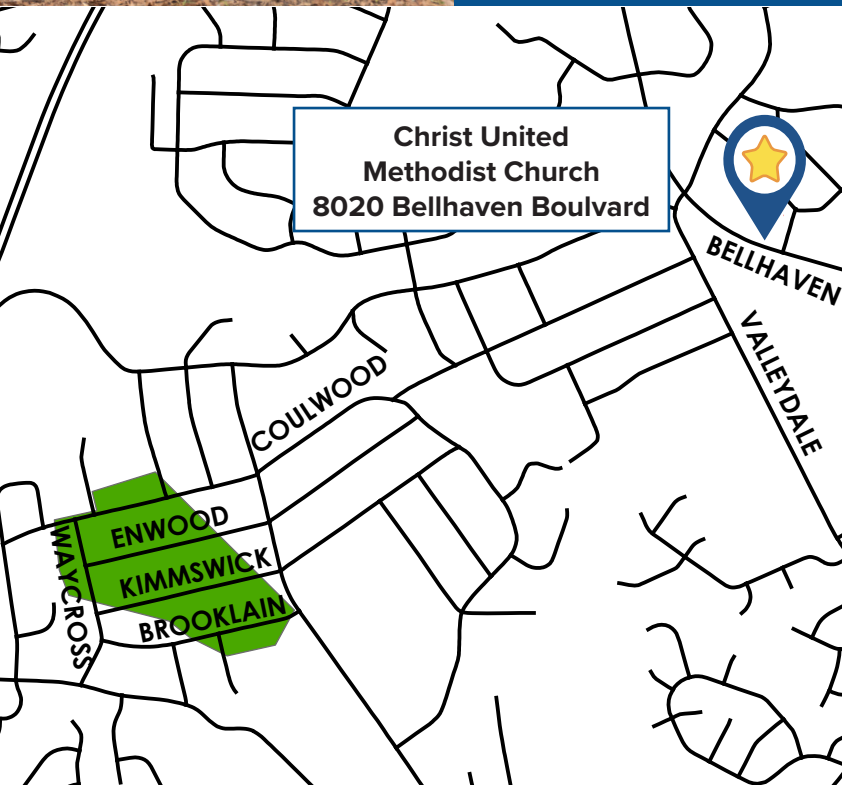 Christ United
Methodist Church
8020 Bellhaven Boulvard
BELLHAVEN
VALLEYDALE
COULWOOD
ENWOOD
KIMMSWICK
WAYCROSS
BROOKLAIN